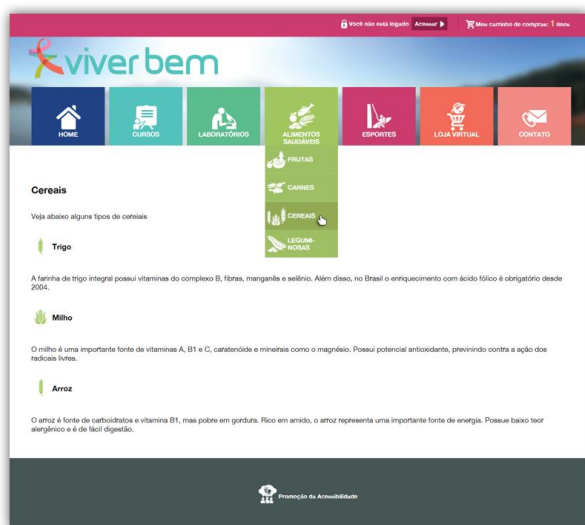 Você não está logado Acessar Meu carrinho de compras: 1 itens
viver bem
HOME
CURSOS
LABORATÓRIOS
ALIMENTOS
SAUDÁVEIS
ESPORTES
LOJA VIRTUAL
CONTATO
FRUTAS
CARNES
CEREAIS
LEGUMI-
NOSAS
Cereais
Veja abaixo alguns tipos de cereiais
Trigo
A farinha de trigo integral possui vitaminas do complexo B, fibras, manganês e selênio. Além disso, no Brasil o enriquecimento com ácido fólico é obrigatório desde
2004.
Milho
O milho é uma importante fonte de vitaminas A, B1 e C, caratenóide e mineirais como o magnésio. Possui potencial antioxidante, previnindo contra a ação dos
radicais livres.
Arroz
O arroz é fonte de carboidratos e vitamina B1, mas pobre em gordura. Rico em amido, o arroz representa uma importante fonte de energia. Possue baixo teor
alergênico e é de fácil digestão.
Promoção da Acessibilidade